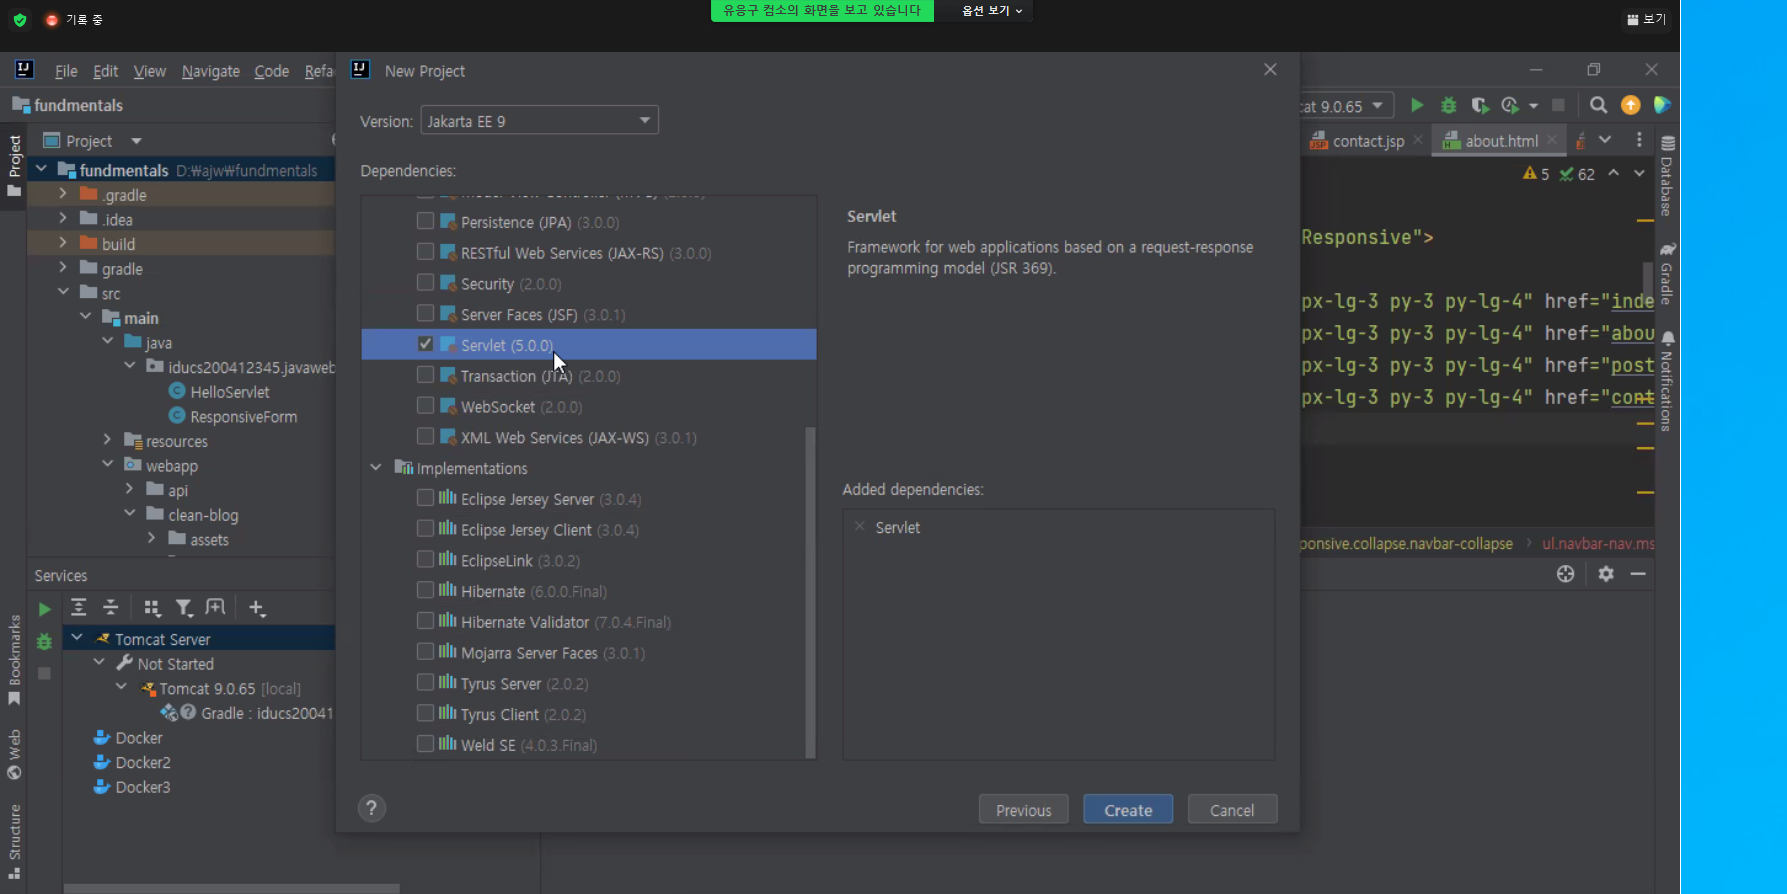 기록 중
유응구 컴소의 화면을 보고 있습니다
옵션 보기
보기
File Edit View Navigate Code Refa
New Project
fundmentals
Version: Jakarta EE 9
cat 9.0.65
Project
contact.jsp
about.html
Dependencies:
fundmentals D:\ajw\fundmentals
5 62
.gradle
.idea
build
gradle
src
main
java
iducs200412345.javaweb
HelloServlet
ResponsiveForm
resources
webapp
api
clean-blog
assets
Persistence (JPA) (3.0.0)
RESTful Web Services (JAX-RS) (3.0.0)
Security (2.0.0)
Server Faces (JSF) (3.0.1)
Servlet (5.0.0)
Transaction (JTA) (2.0.0)
WebSocket (2.0.0)
XML Web Services (JAX-WS) (3.0.1)
Implementations
Eclipse Jersey Server (3.0.4)
Eclipse Jersey Client (3.0.4)
EclipseLink (3.0.2)
Hibernate (6.0.0.Final)
Hibernate Validator (7.0.4.Final)
Mojarra Server Faces (3.0.1)
Tyrus Server (2.0.2)
Tyrus Client (2.0.2)
Weld SE (4.0.3.Final)
Servlet
Framework for web applications based on a request-response
programming model (JSR 369).
Added dependencies:
Servlet
Responsive">
px-lg-3 py-3 py-lg-4" href="inde
px-lg-3 py-3 py-lg-4" href="abou
px-lg-3 py-3 py-lg-4" href="post
px-lg-3 py-3 py-lg-4" href="cont
ponsive.collapse.navbar-collapse
ul.navbar-nav.ms
Services
Tomcat Server
Not Started
Tomcat 9.0.65 [local]
Gradle : iducs20041
Docker
Docker2
Docker3
?
Previous
Create
Cancel
Project
Bookmarks
Web
Structure
Database
Gradle
Notifications